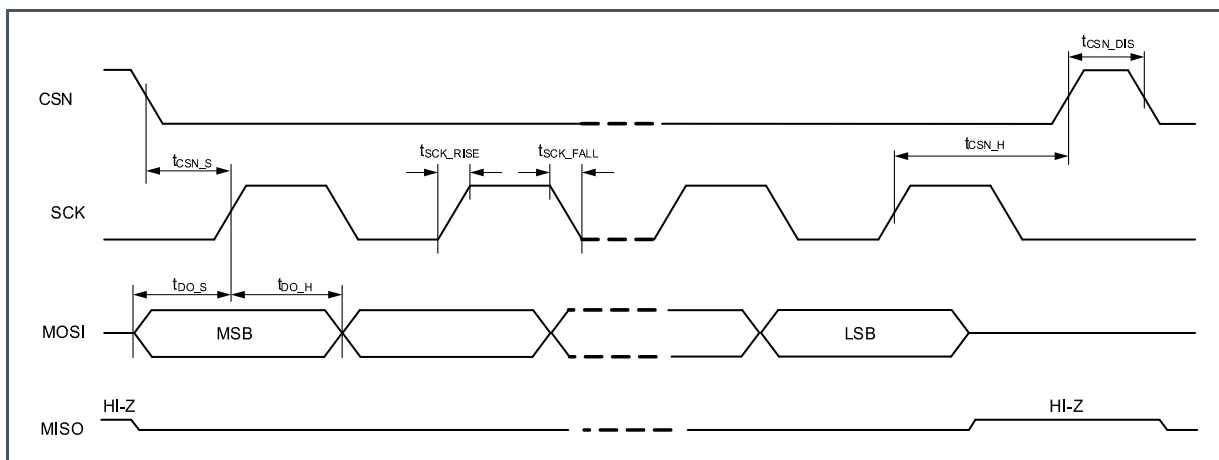 tCSN_DIS
CSN
tCSN_S
tSCK_RISE
tSCK_FALL
tCSN_H
SCK
tDO_S
tDO_H
MOSI
MSB
LSB
HI-Z
HI-Z
MISO